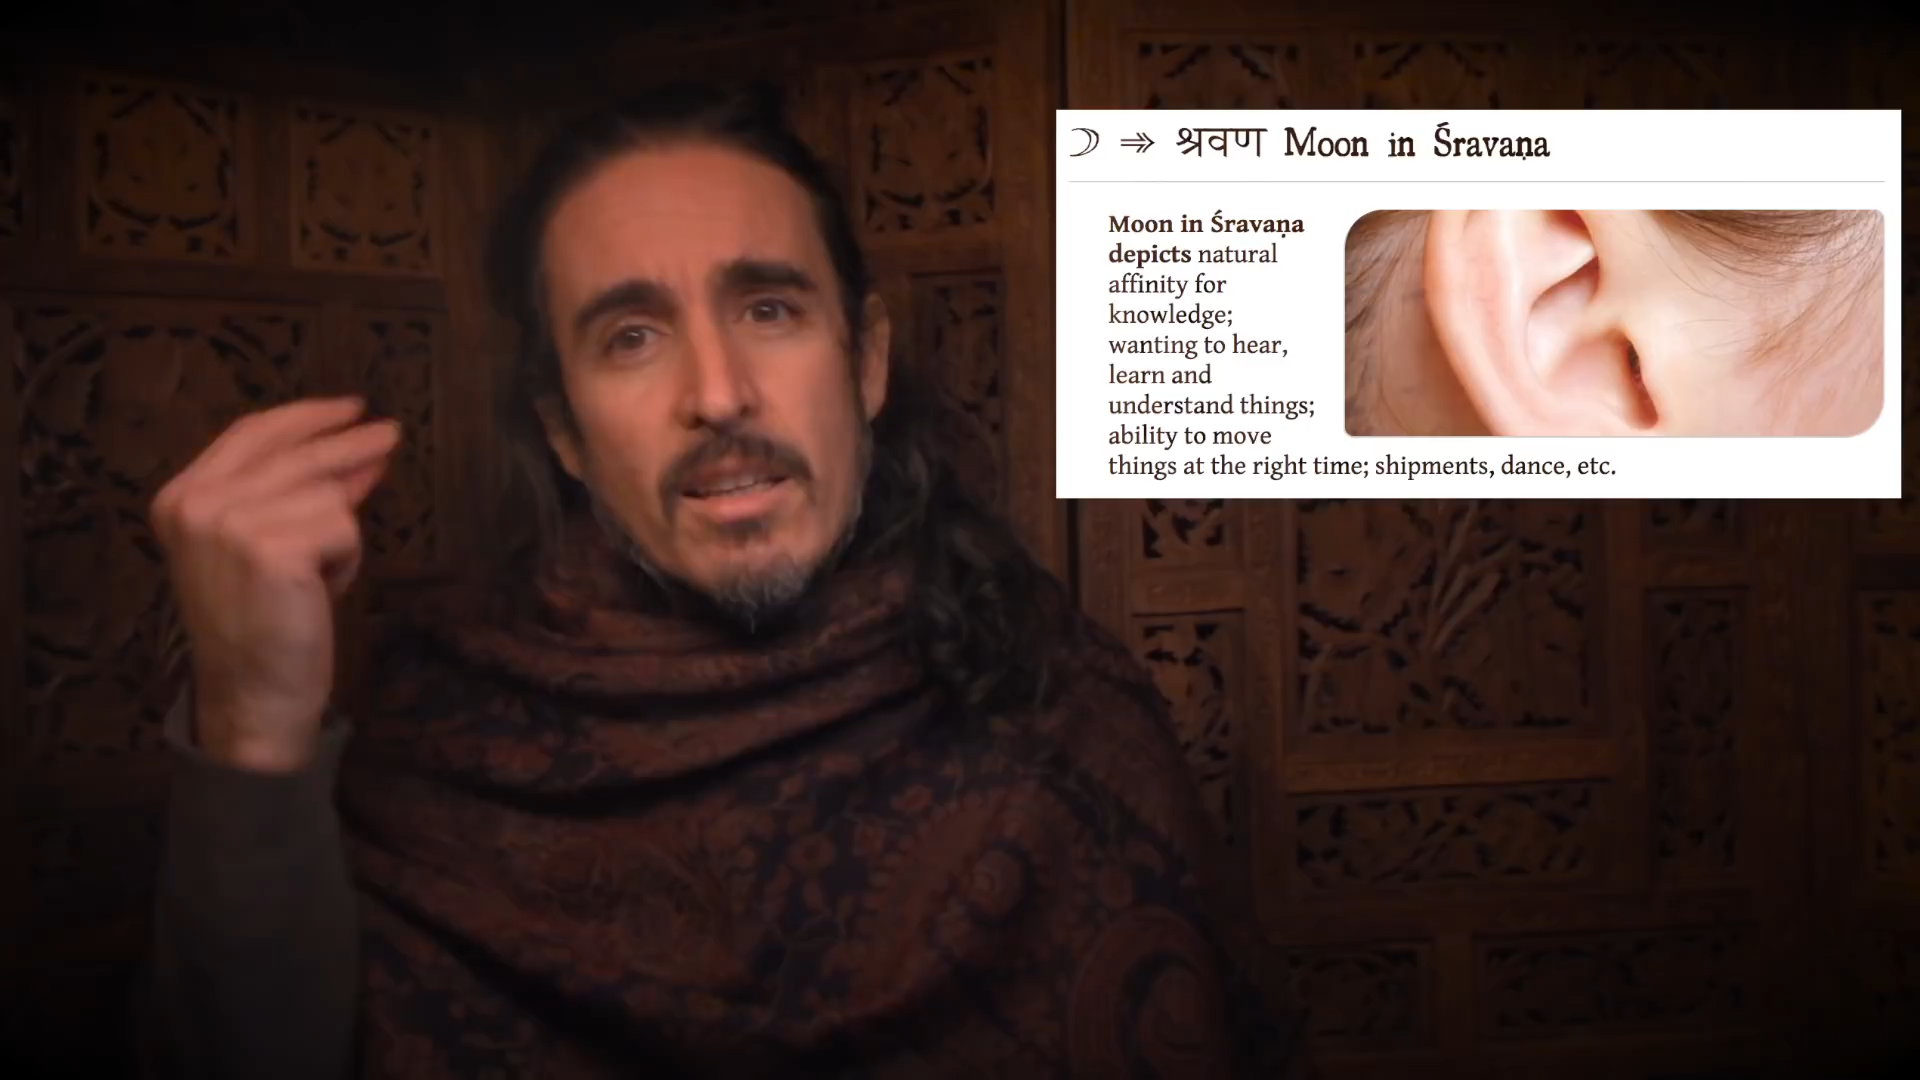 ☽ ⇒ श्रवण Moon in Śravaṇa
Moon in Śravaṇa
depicts natural
affinity for
knowledge;
wanting to hear,
learn and
understand things;
ability to move
things at the right time; shipments, dance, etc.